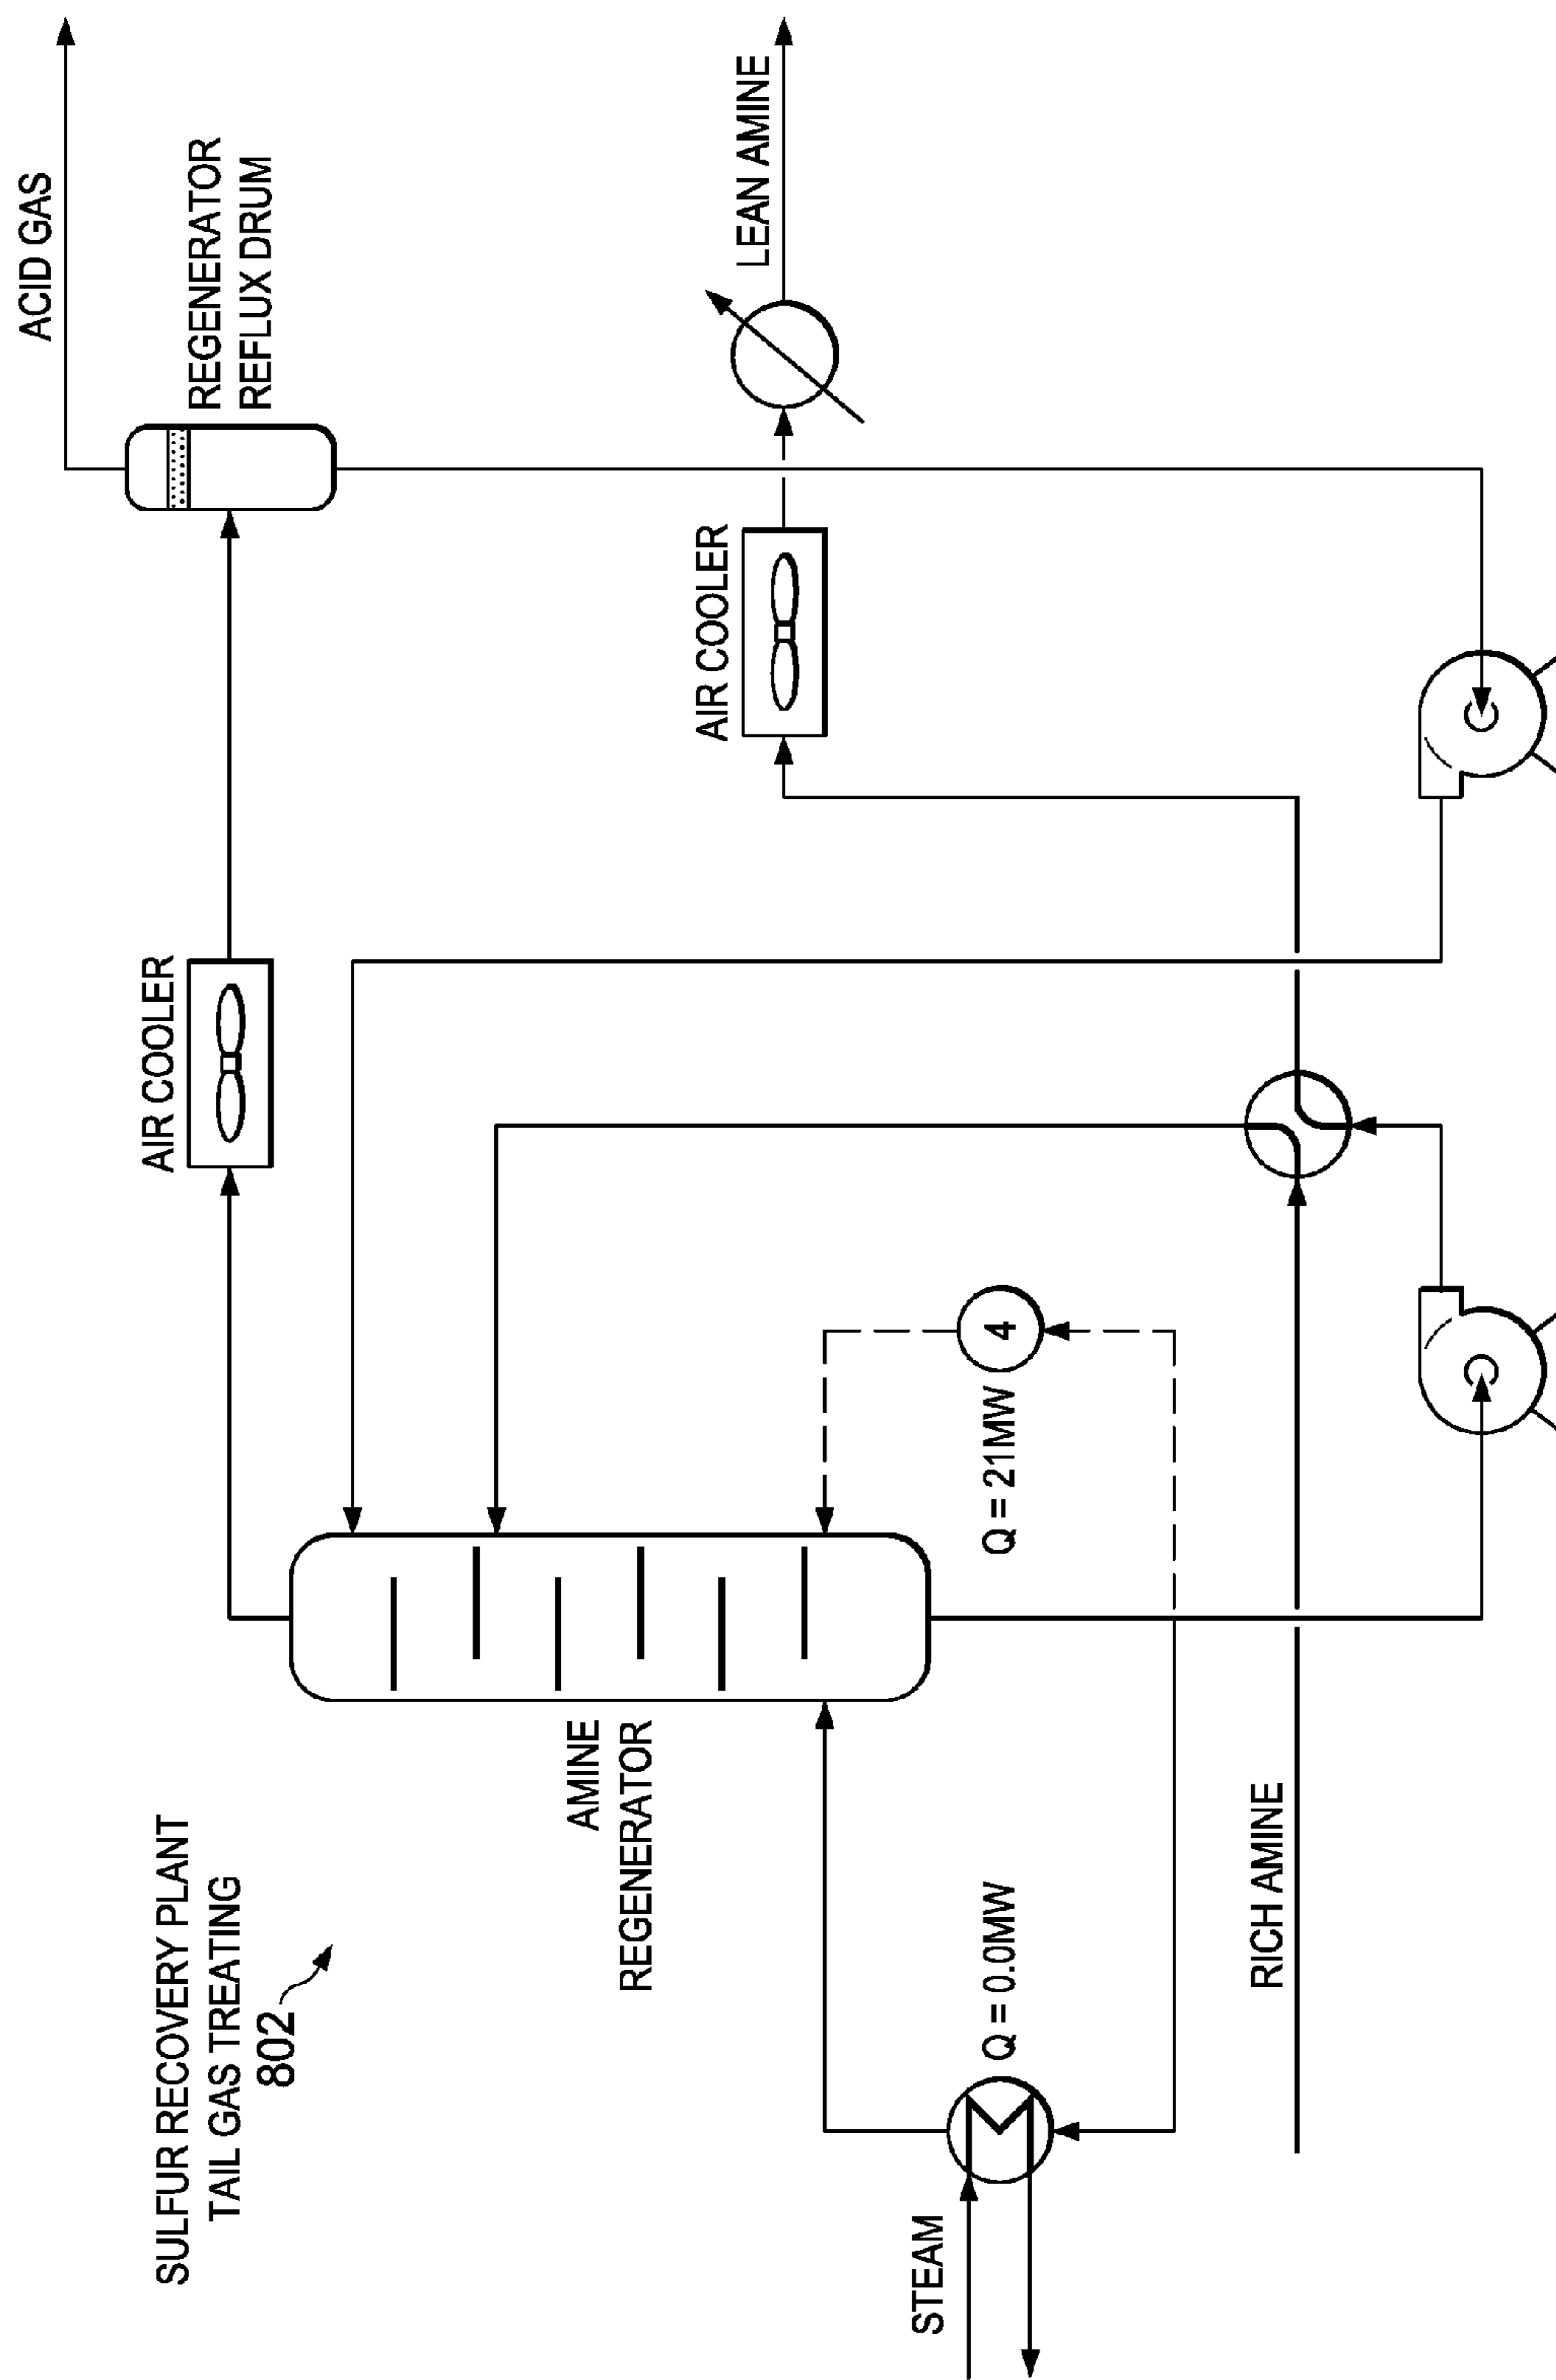 SULFUR RECOVERY PLANT
TAIL GAS TREATING
802
AIR COOLER
ACID GAS
REGENERATOR
REFLUX DRUM
AMINE
REGENERATOR
AIR COOLER
LEAN AMINE
STEAM
Q = 0.0MW
Q = 21MW
4
RICH AMINE